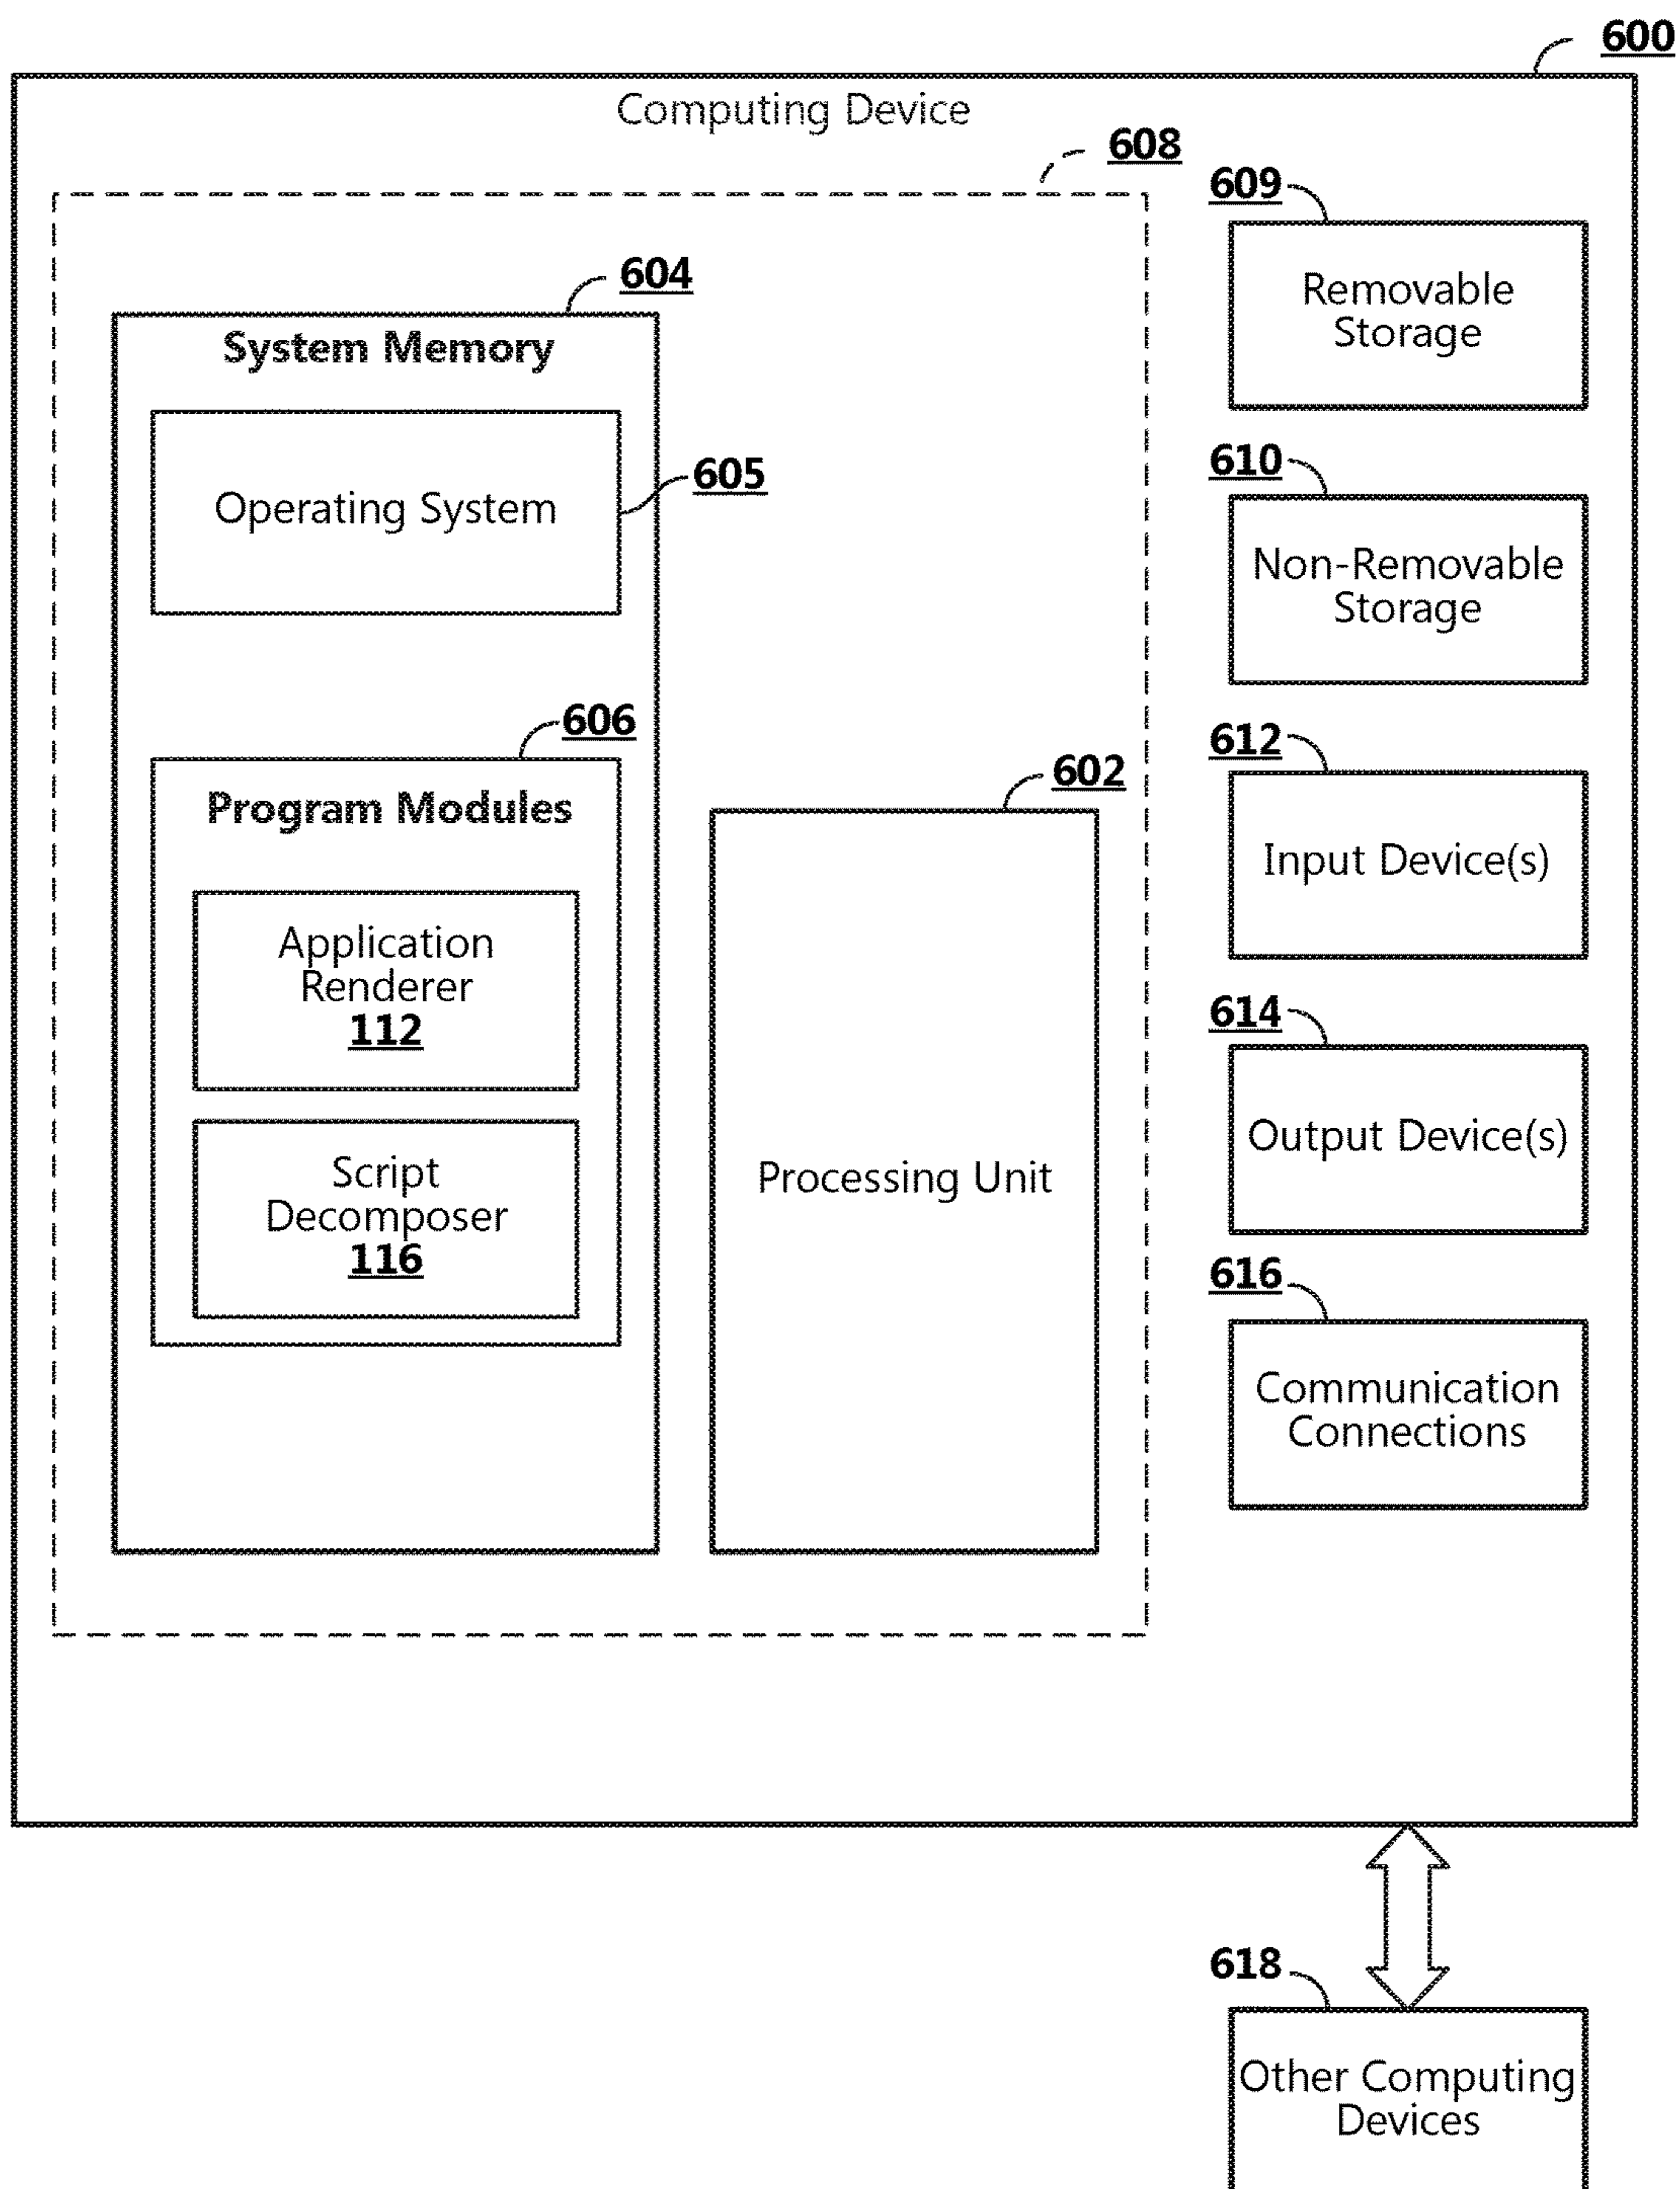 600
Computing Device
608
609
Removable
Storage
604
System Memory
Operating System
605
610
Non-Removable
Storage
606
Program Modules
Application
Renderer
112
Script
Decomposer
116
602
Processing Unit
612
Input Device(s)
614
Output Device(s)
616
Communication
Connections
618
Other Computing
Devices